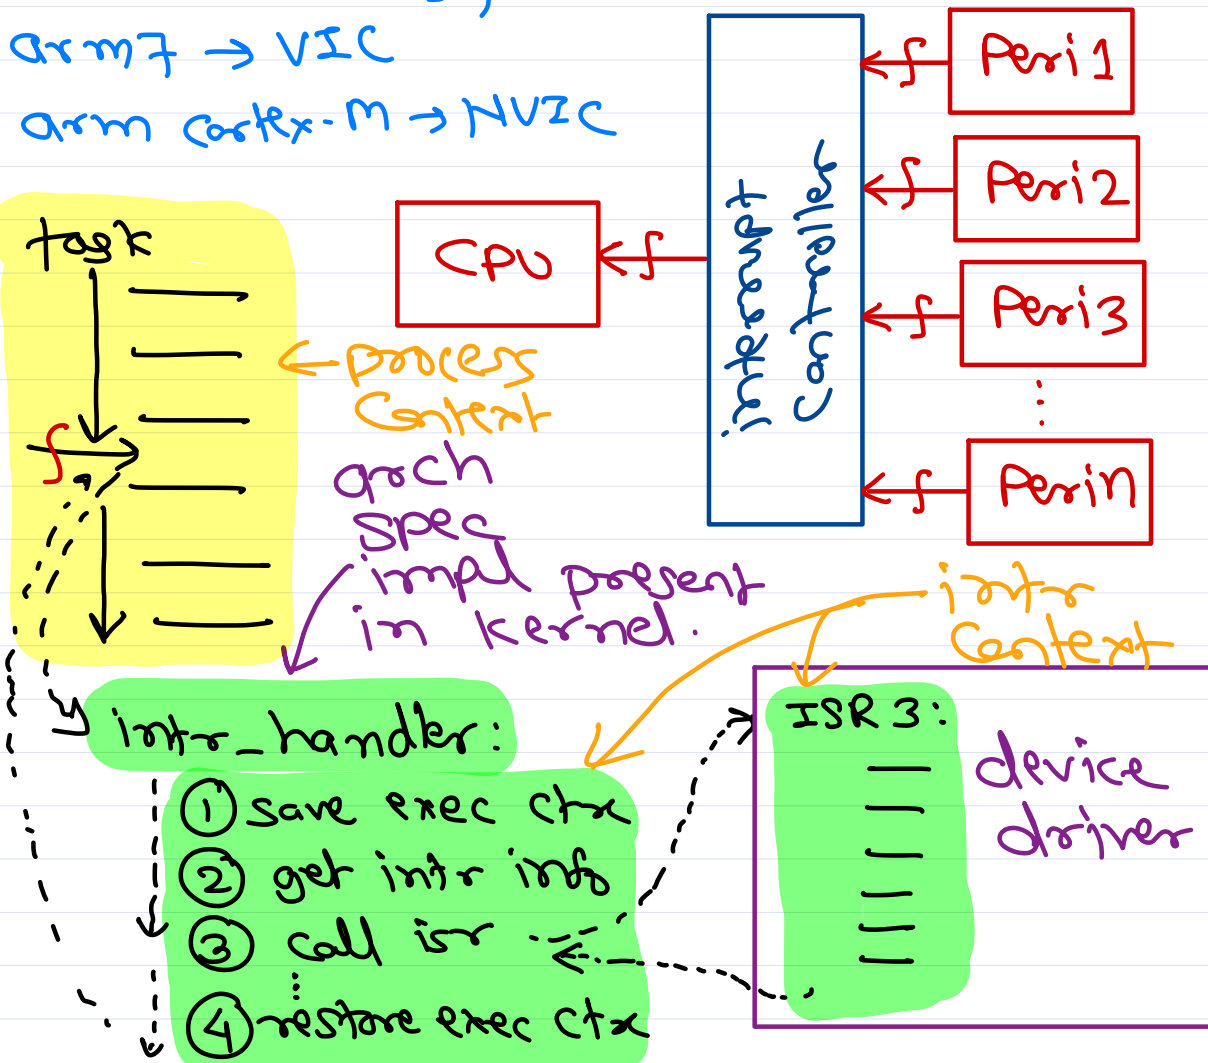 arm7 → VIC
arm cortex-M → NVIC
Peri1
Peri2
Peri3
⋮
Perin
interrupt
Controller
CPU
task
process
Context
arch
spec
impl present
in kernel.
intr
Context
intr_handler:
① save exec ctx
② get intr info
③ call isr
⋮
④ restore exec ctx
ISR 3:
device
driver